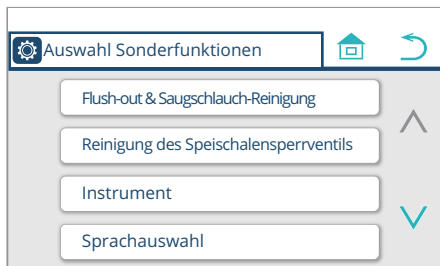 Auswahl Sonderfunktionen
Flush-out & Saugschlauch-Reinigung
Reinigung des Speischalensperrventils
Instrument
Sprachauswahl